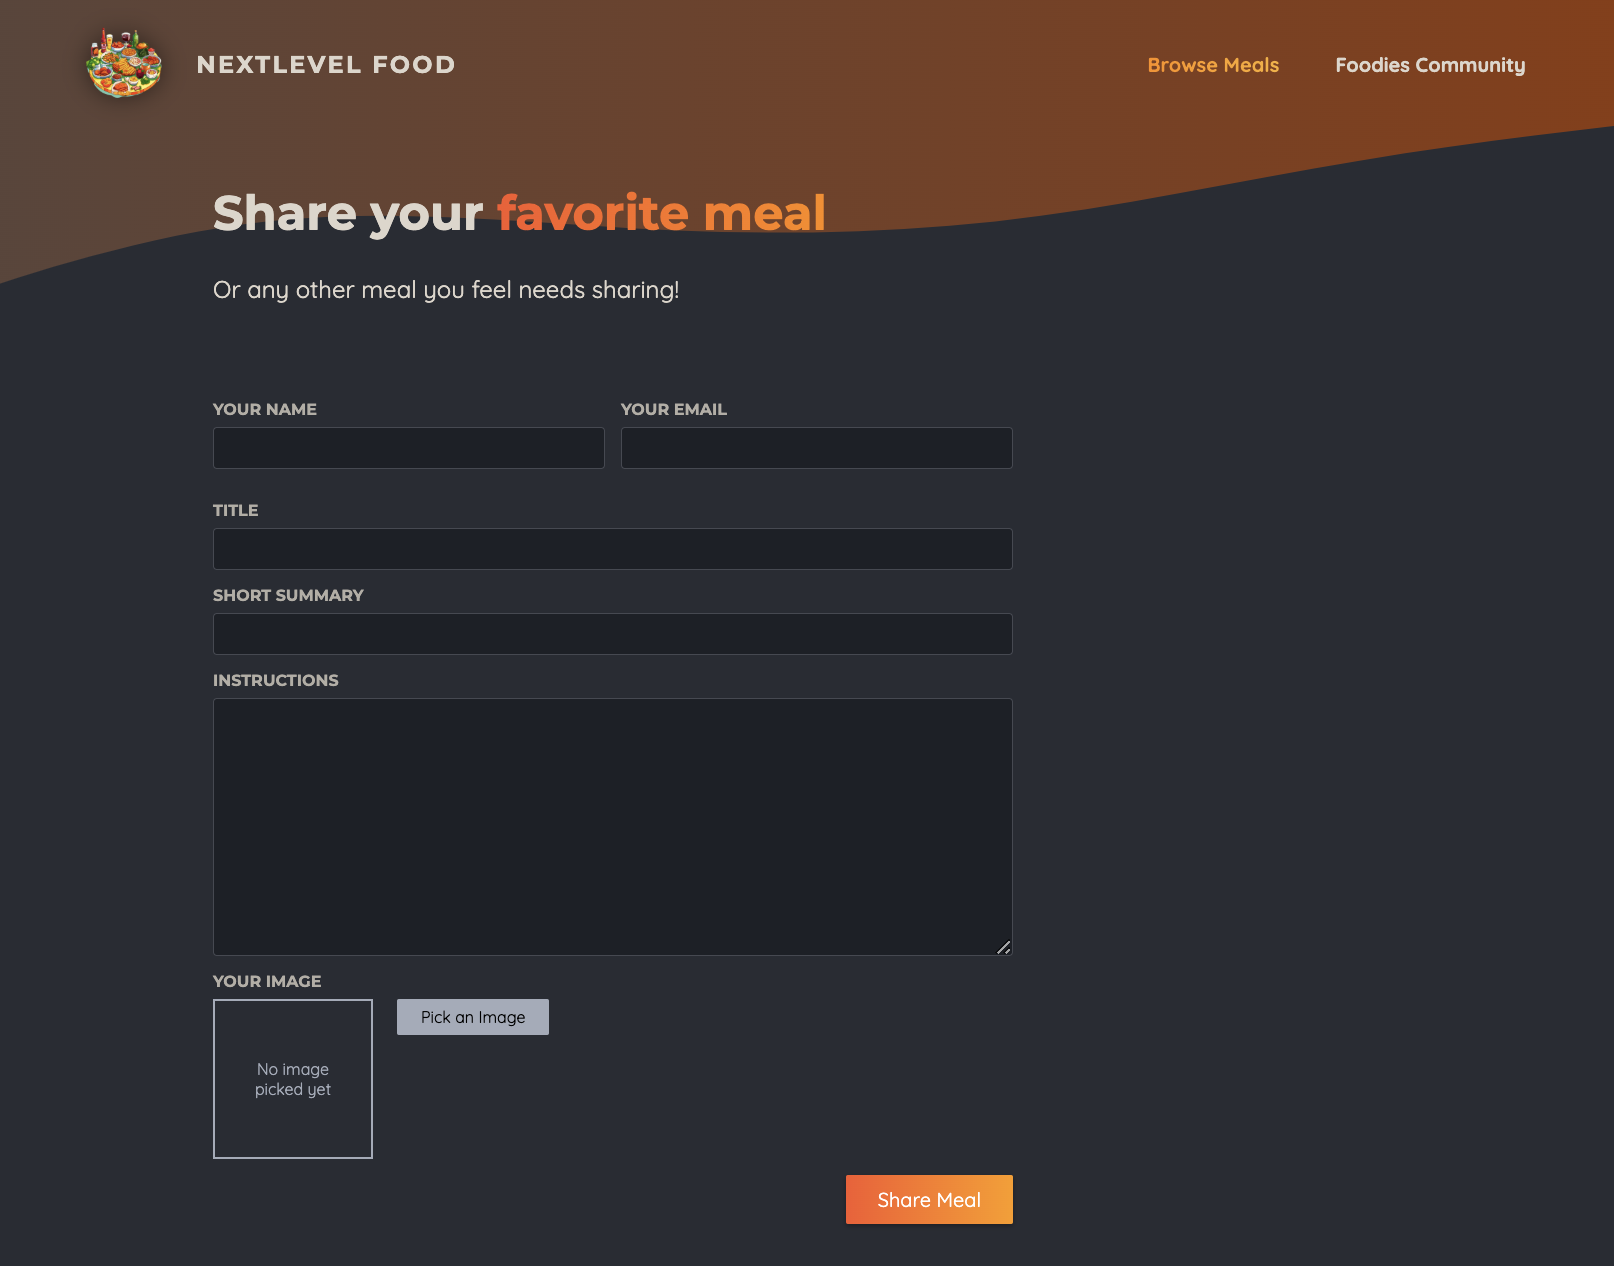 NEXTLEVEL FOOD
Browse Meals
Foodies Community
Share your favorite meal
Or any other meal you feel needs sharing!
YOUR NAME
YOUR EMAIL
TITLE
SHORT SUMMARY
INSTRUCTIONS
YOUR IMAGE
No image
picked yet
Pick an Image
Share Meal